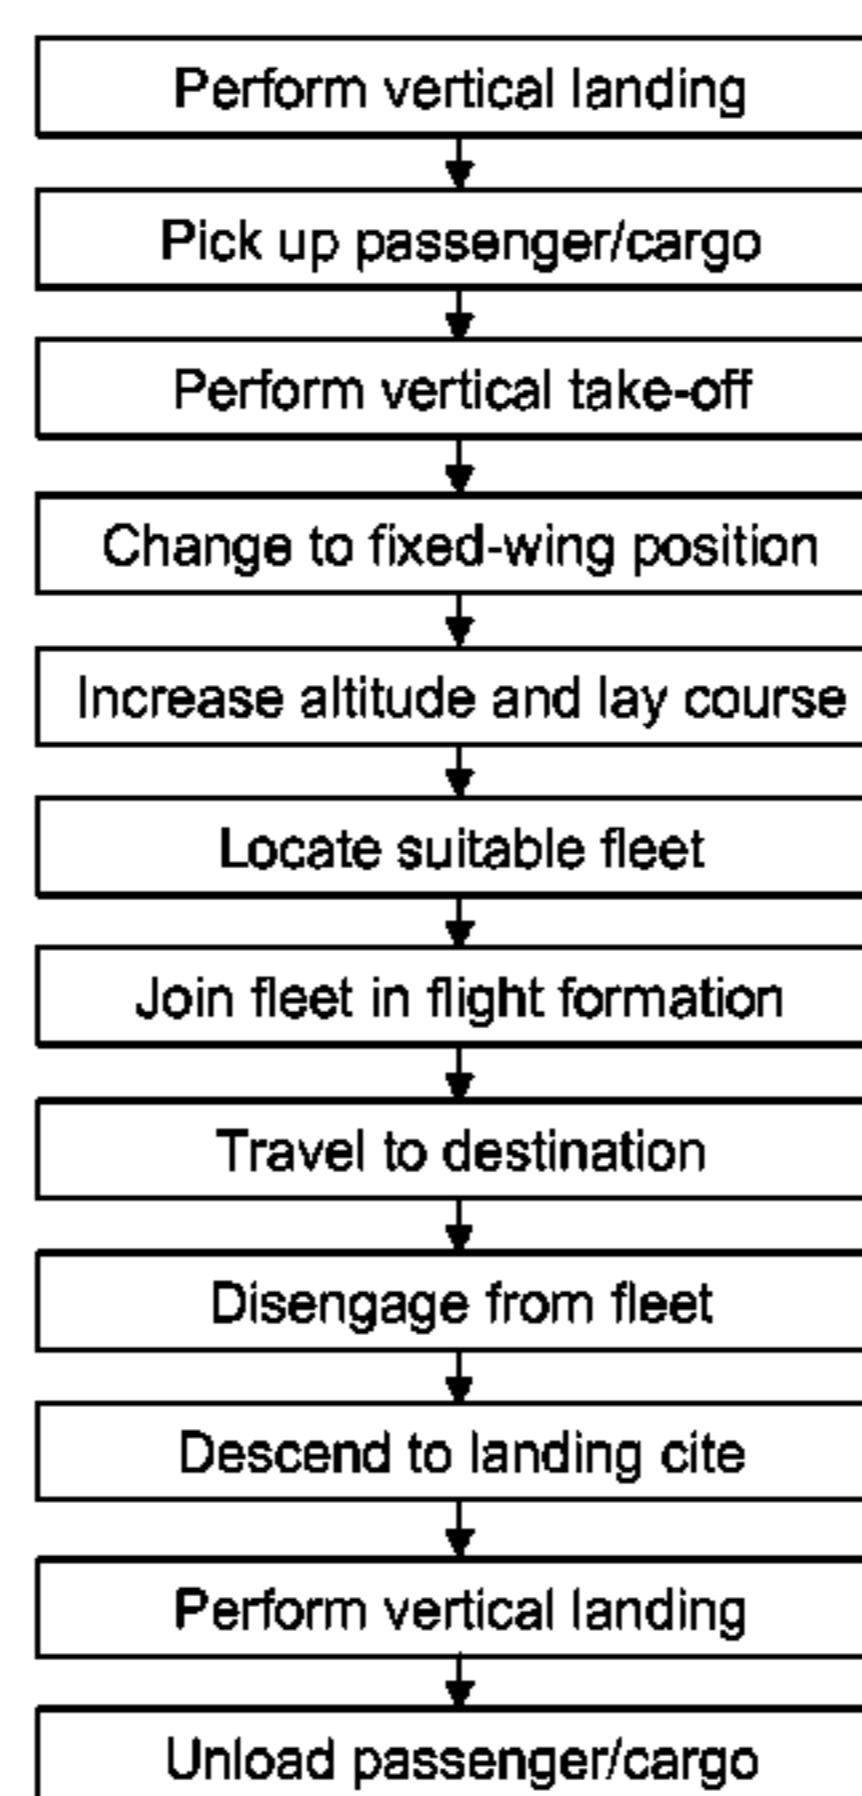 Perform vertical landing
Pick up passenger/cargo
Perform vertical take-off
Change to fixed-wing position
Increase altitude and lay course
Locate suitable fleet
Join fleet in flight formation
Travel to destination
Disengage from fleet
Descend to landing cite
Perform vertical landing
Unload passenger/cargo